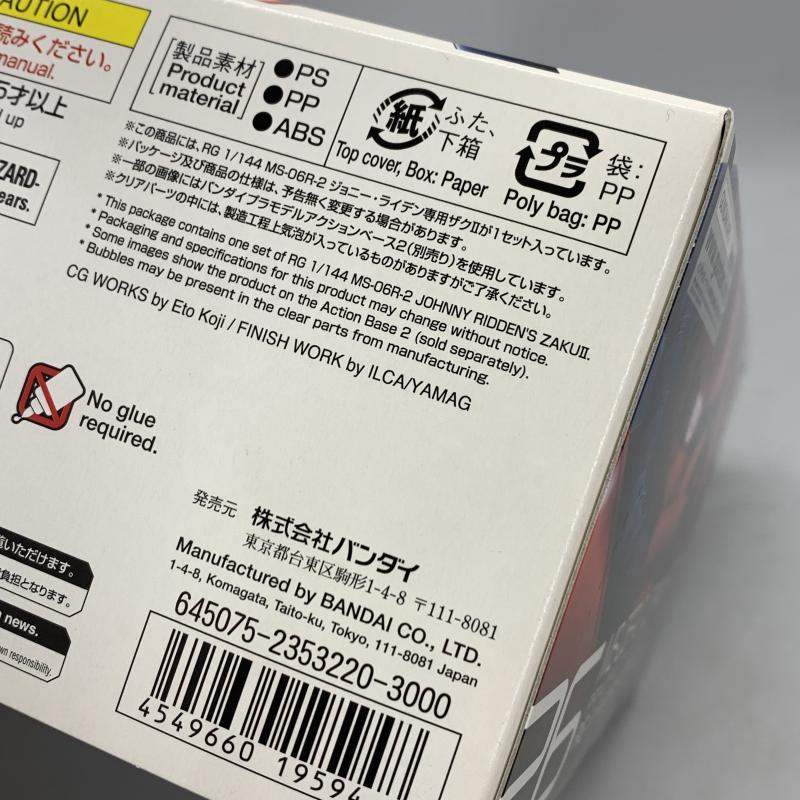 AUTION
読みください。
manual.
5才以上
up
ZARD-
ears.
[製品素材]
Product
material
●PS
●PP
●ABS
紙
ふた、
下箱
Top cover, Box: Paper
プラ
袋:
PP
Poly bag: PP
※この商品には、RG 1/144 MS-06R-2 ジョニー・ライデン専用ザクIIが1セット入っています。
※パッケージ及び商品の仕様は、予告無く変更する場合があります。
※一部の画像にはバンダイプラモデルアクションベース2(別売り)を使用しています。
※クリアパーツの中には、製造工程上気泡が入っているものがありますがご了承ください。
* This package contains one set of RG 1/144 MS-06R-2 JOHNNY RIDDEN'S ZAKUII.
* Packaging and specifications for this product may change without notice.
* Some images show the product on the Action Base 2 (sold separately).
* Bubbles may be present in the clear parts from manufacturing.
CG WORKS by Eto Koji / FINISH WORK by ILCA/YAMAG
No glue
required.
いただけます。
負担となります。
news.
own responsibility.
発売元 株式会社バンダイ
東京都台東区駒形1-4-8 〒111-8081
Manufactured by BANDAI CO., LTD.
1-4-8, Komagata, Taito-ku, Tokyo, 111-8081 Japan
645075-2353220-3000
4549660 19594